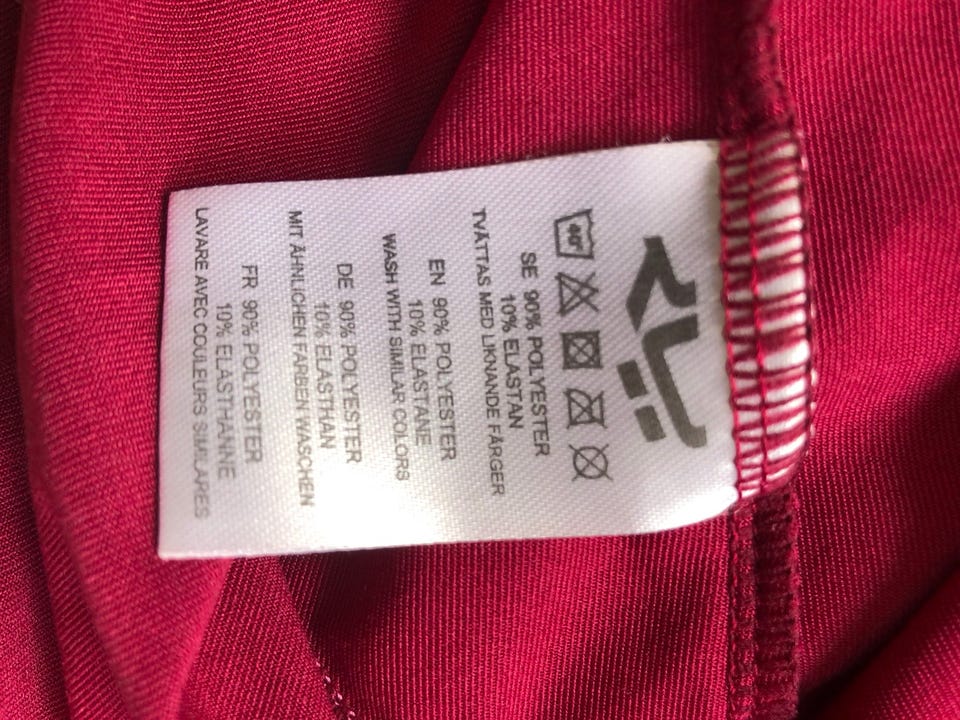 40°
SE 90% POLYESTER
10% ELASTAN
TVÄTTAS MED LIKNANDE FÄRGER
EN 90% POLYESTER
10% ELASTANE
WASH WITH SIMILAR COLORS
DE 90% POLYESTER
10% ELASTHAN
MIT ÄHNLICHEN FARBEN WASCHEN
FR 90% POLYESTER
10% ELASTHANNE
LAVARE AVEC COULEURS SIMILARES